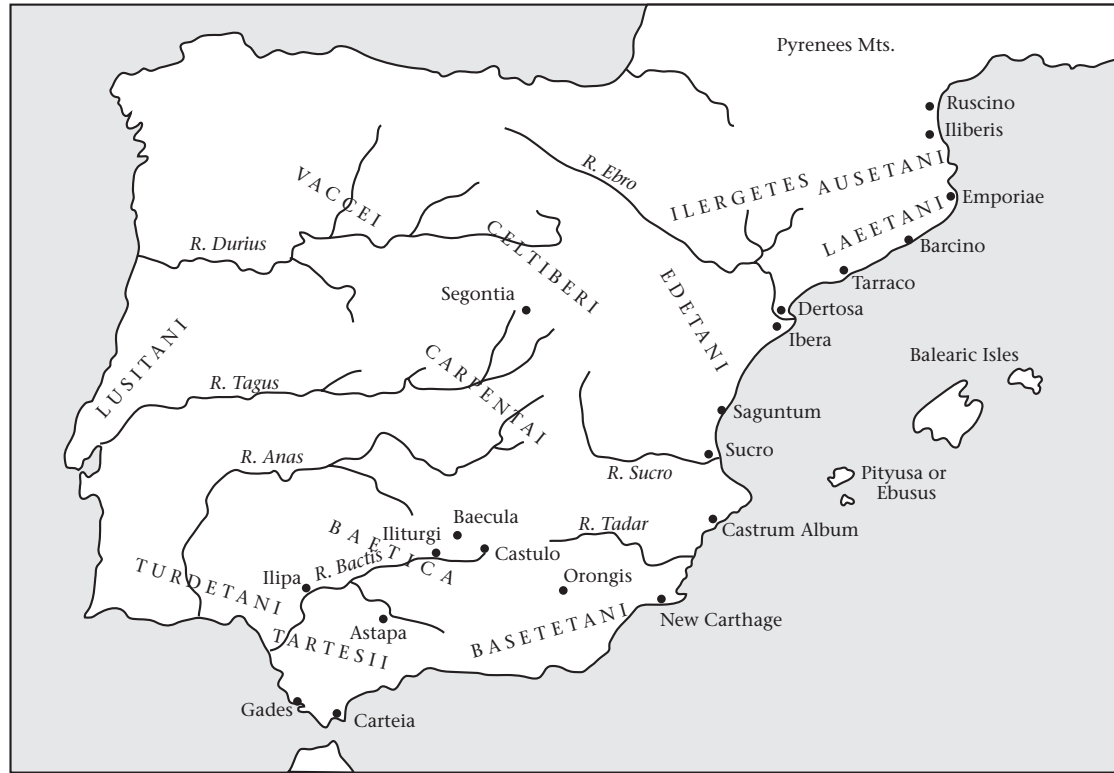 Pyrenees Mts.
Ruscino
Iliberis
R. Ebro
VACCEI
ILERGETES
AUSETANI
Emporiae
LAEETANI
R. Durius
CELTIBERI
Barcino
Tarraco
EDETANI
Segontia
Dertosa
Ibera
LUSITANI
Balearic Isles
CARPENTAI
R. Tagus
Saguntum
Sucro
R. Anas
R. Sucro
Pityusa or
Ebusus
Baecula
BAETICA
Iliturgi
R. Tadar
Castrum Album
Castulo
R. Bactis
Ilipa
TURDETANI
Orongis
New Carthage
Astapa
BASETETANI
TARTESII
Gades
Carteia